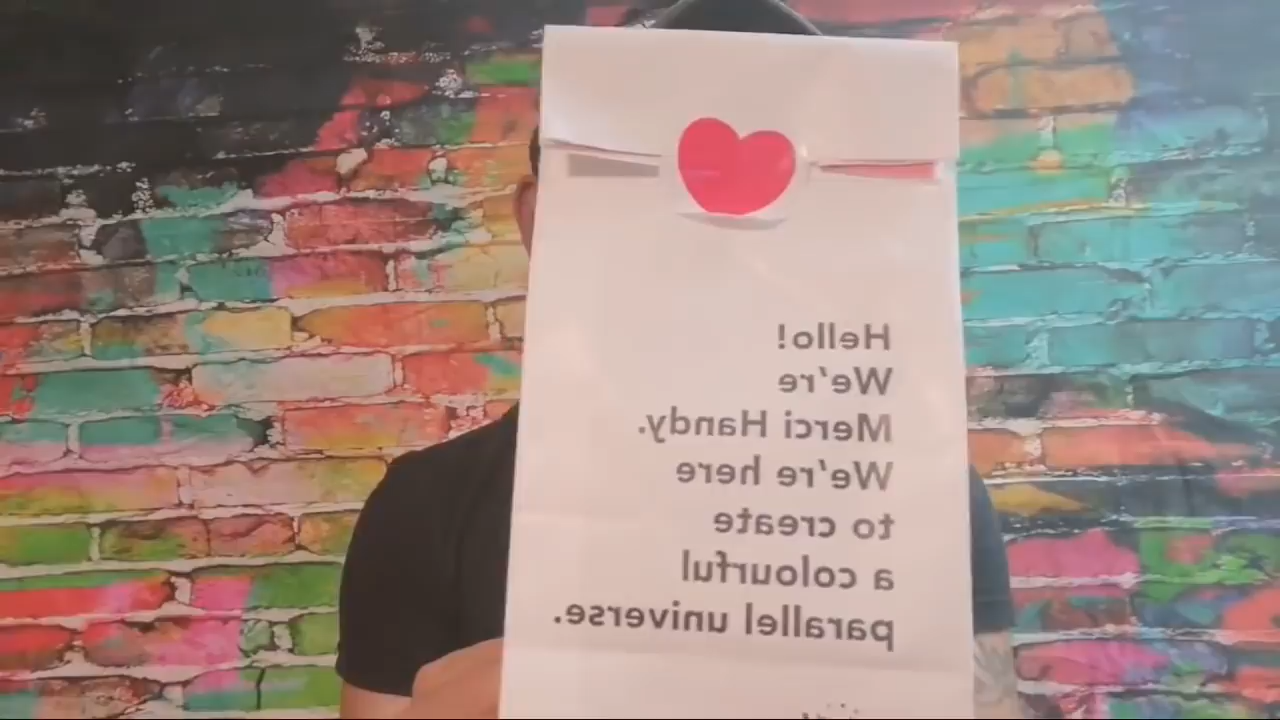 Hello!
We're
Merci Handy.
We're here
to create
a colourful
parallel universe.